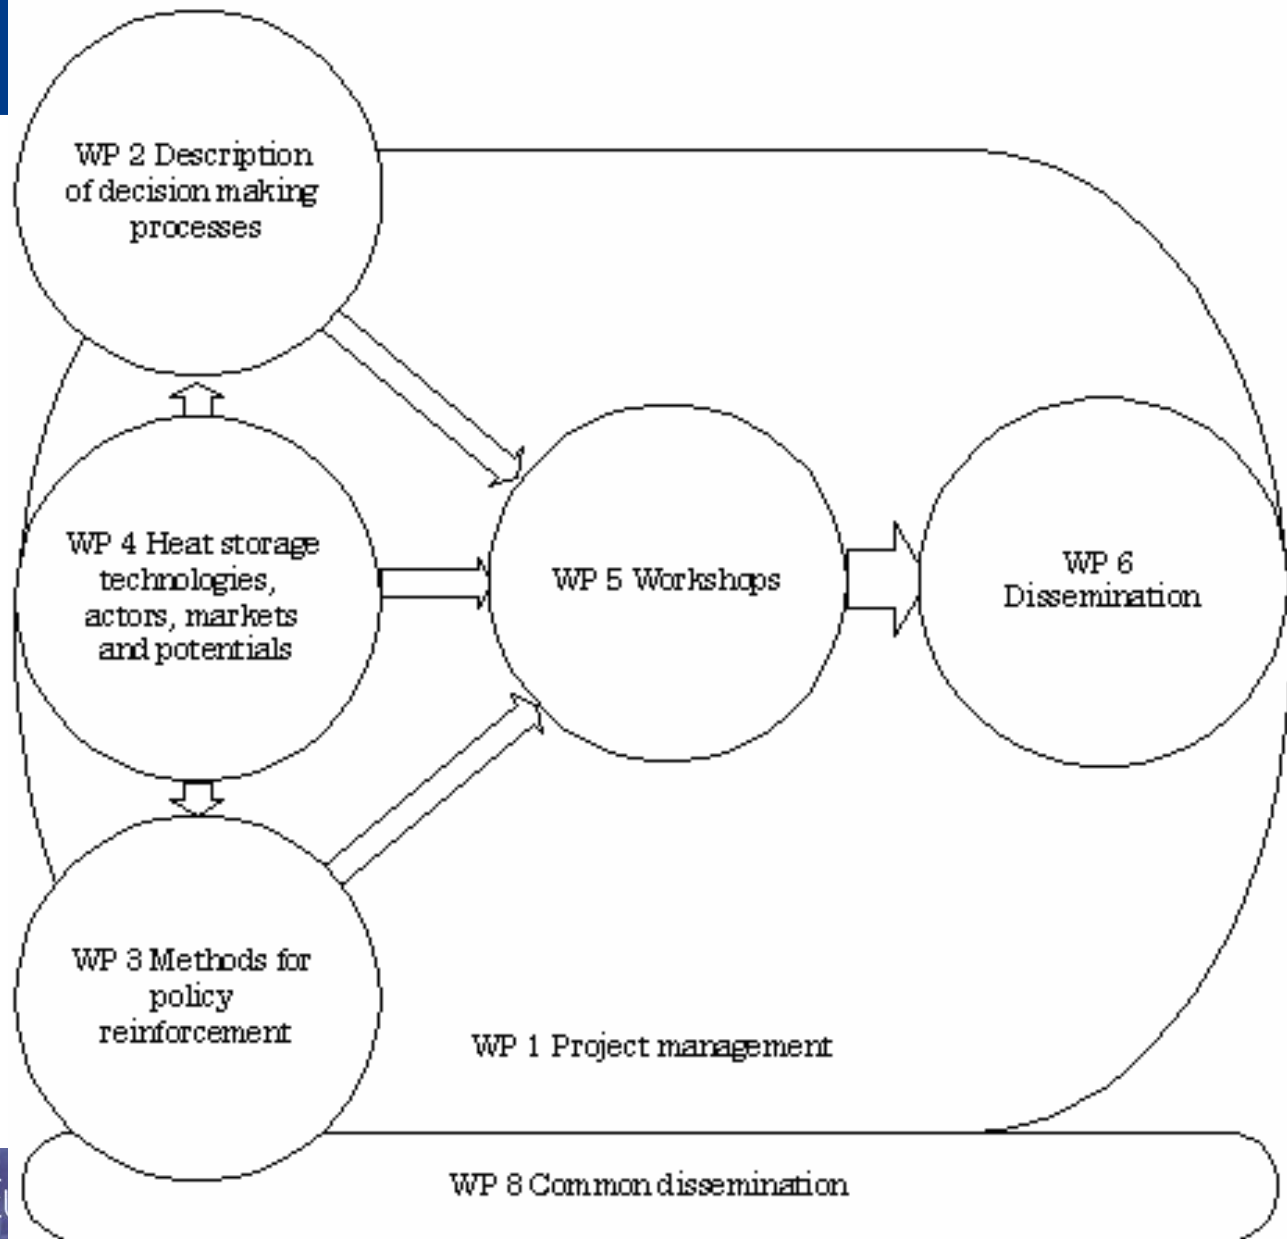 WP 2 Description
of decision making
processes
WP 4 Heat storage
technologies,
actors, markets
and potentials
WP 5 Workshops
WP 6
Dissemination
WP 3 Methods for
policy
reinforcement
WP 1 Project management
WP 8 Common dissemination